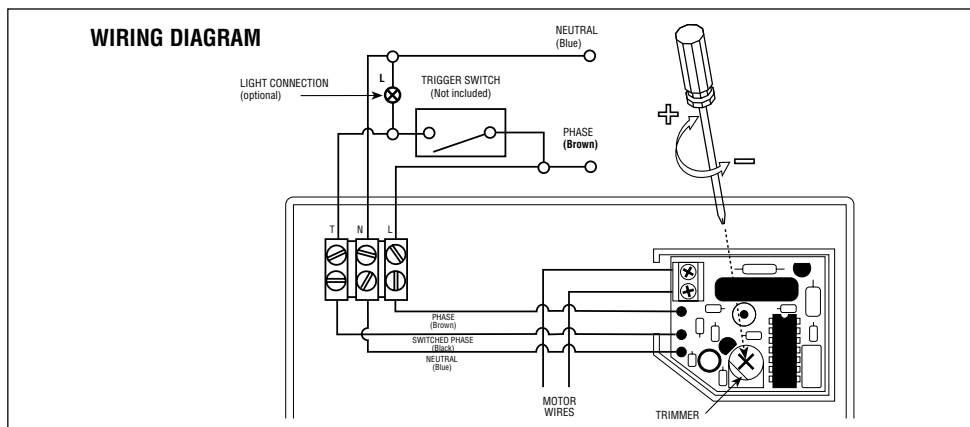 WIRING DIAGRAM
NEUTRAL
(Blue)
LIGHT CONNECTION
(optional)
L
TRIGGER SWITCH
(Not included)
PHASE
(Brown)
T N L
PHASE
(Brown)
SWITCHED PHASE
(Black)
NEUTRAL
(Blue)
MOTOR
WIRES
TRIMMER